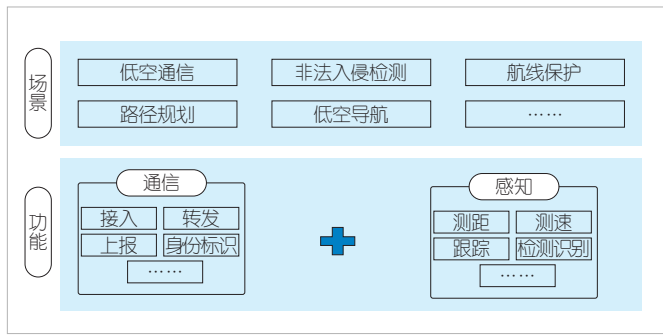 场景
低空通信 非法入侵检测 航线保护
路径规划 低空导航 ……
功能
通信 感知
接入 转发 测距 测速
上报 身份标识 跟踪 检测识别
…… ……